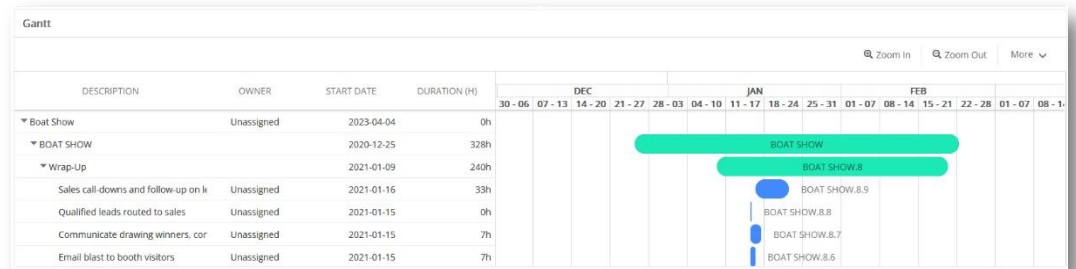 Gantt
Zoom In Zoom Out More
DESCRIPTION OWNER START DATE DURATION (H) DEC JAN FEB
30 - 06 07 - 13 14 - 20 21 - 27 28 - 03 04 - 10 11 - 17 18 - 24 25 - 31 01 - 07 08 - 14 15 - 21 22 - 28 01 - 07 08 - 1
Boat Show Unassigned 2023-04-04 0h
BOAT SHOW 2020-12-25 328h BOAT SHOW
Wrap-Up 2021-01-09 240h BOAT SHOW.8
Sales call-downs and follow-up on le Unassigned 2021-01-16 33h BOAT SHOW.8.9
Qualified leads routed to sales Unassigned 2021-01-15 0h BOAT SHOW.8.8
Communicate drawing winners, cor Unassigned 2021-01-15 7h BOAT SHOW.8.7
Email blast to booth visitors Unassigned 2021-01-15 7h BOAT SHOW.8.6